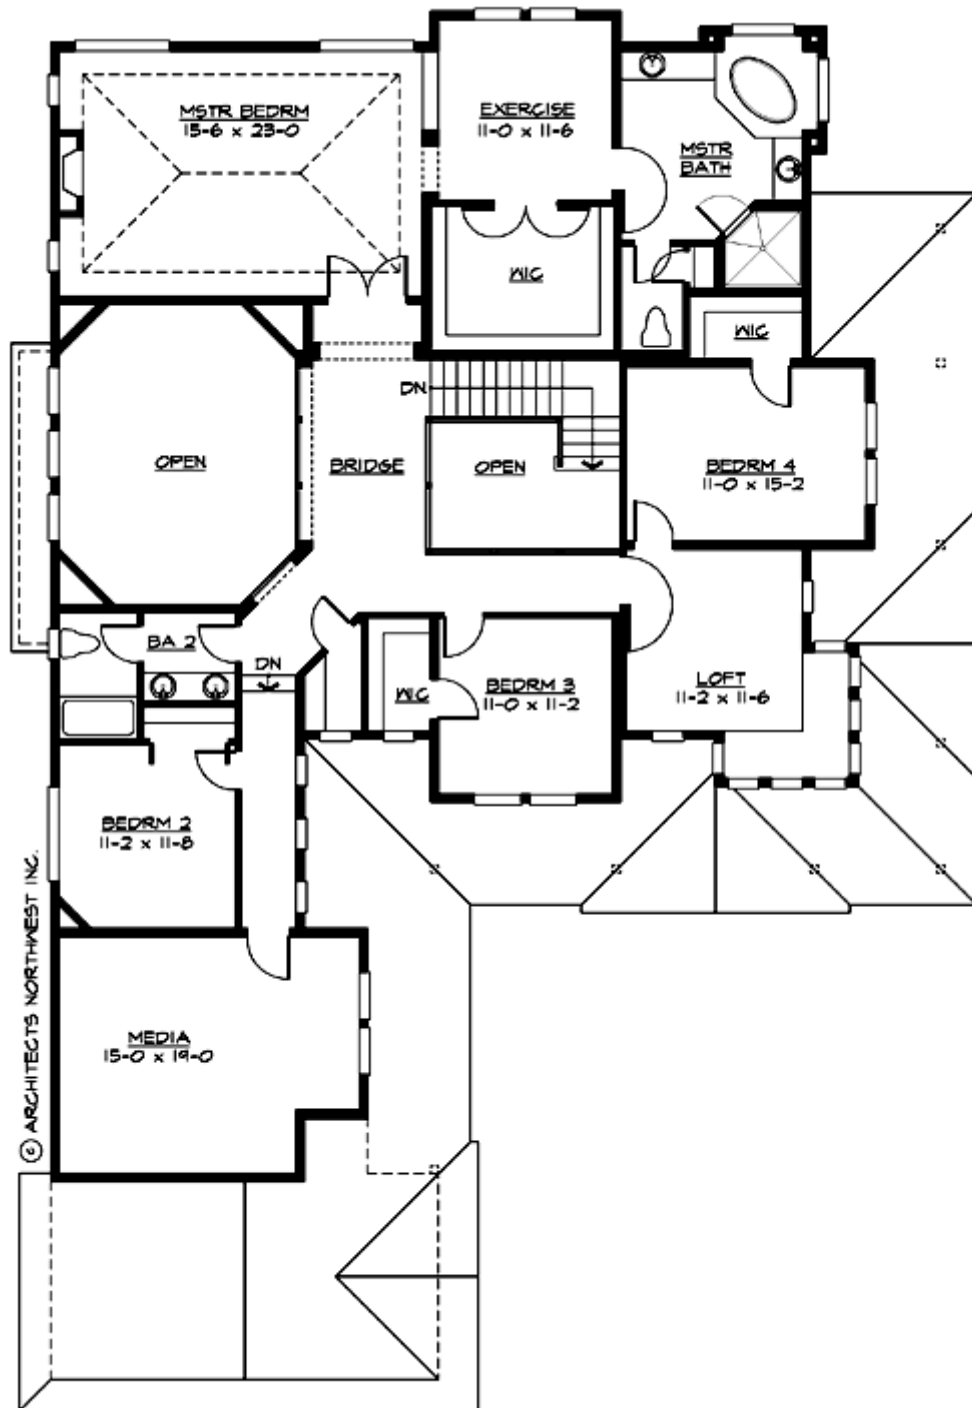 MSTR BEDRM
15-6 x 23-0
EXERCISE
11-0 x 11-6
MSTR
BATH
WIC
WIC
DN
OPEN
BRIDGE
OPEN
BEDRM 4
11-0 x 15-2
BA 2
DN
WIC
BEDRM 3
11-0 x 11-2
LOFT
11-2 x 11-6
BEDRM 2
11-2 x 11-8
MEDIA
15-0 x 19-0
© ARCHITECTS NORTHWEST INC.